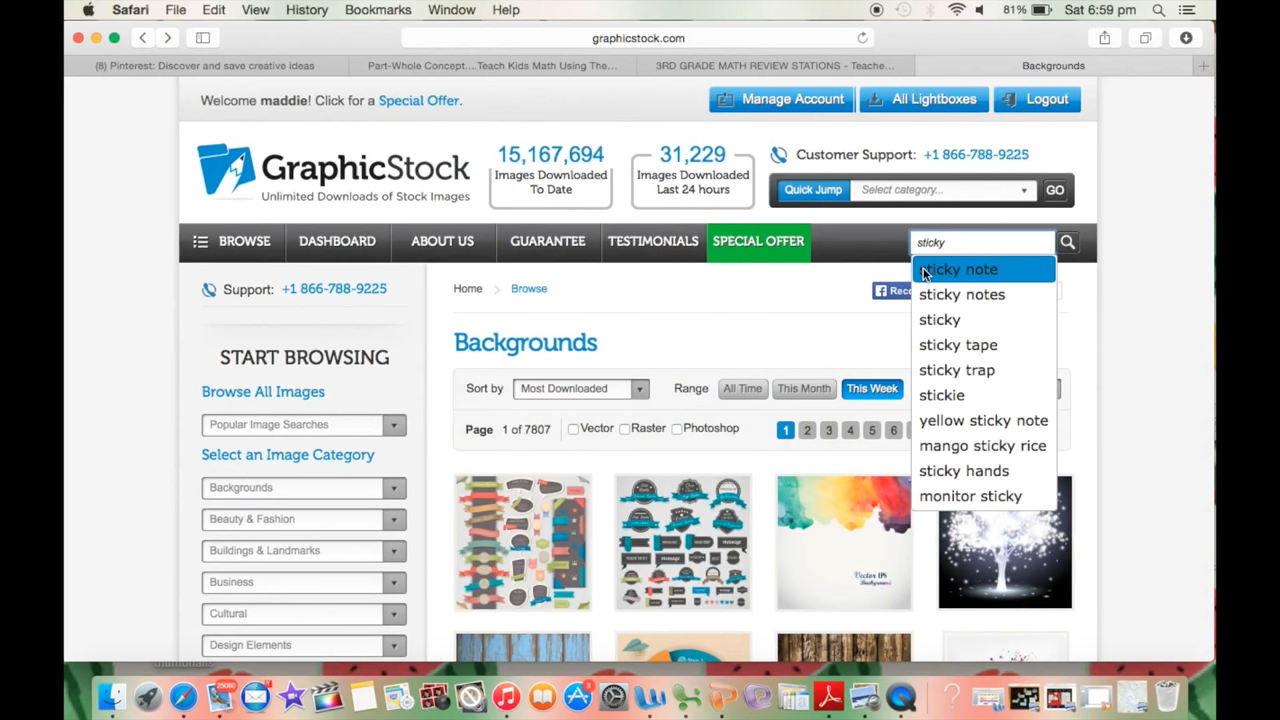 Safari File Edit View History Bookmarks Window Help 81% Sat 6:59 pm
graphicstock.com
(8) Pinterest: Discover and save creative ideas Part-Whole Concept....Teach Kids Math Using The... 3RD GRADE MATH REVIEW STATIONS - Teache... Backgrounds
Welcome maddie! Click for a Special Offer. Manage Account All Lightboxes Logout
GraphicStock
Unlimited Downloads of Stock Images
15,167,694
Images Downloaded
To Date
31,229
Images Downloaded
Last 24 hours
Customer Support: +1 866-788-9225
Quick Jump Select category... GO
BROWSE DASHBOARD ABOUT US GUARANTEE TESTIMONIALS SPECIAL OFFER sticky
sticky note
sticky notes
sticky
sticky tape
sticky trap
stickie
yellow sticky note
mango sticky rice
sticky hands
monitor sticky
Support: +1 866-788-9225
START BROWSING
Browse All Images
Popular Image Searches
Select an Image Category
Backgrounds
Beauty & Fashion
Buildings & Landmarks
Business
Cultural
Design Elements
Home Browse
Backgrounds
Sort by Most Downloaded Range All Time This Month This Week
Page 1 of 7807 Vector Raster Photoshop 1 2 3 4 5 6
Vector EPS
Background